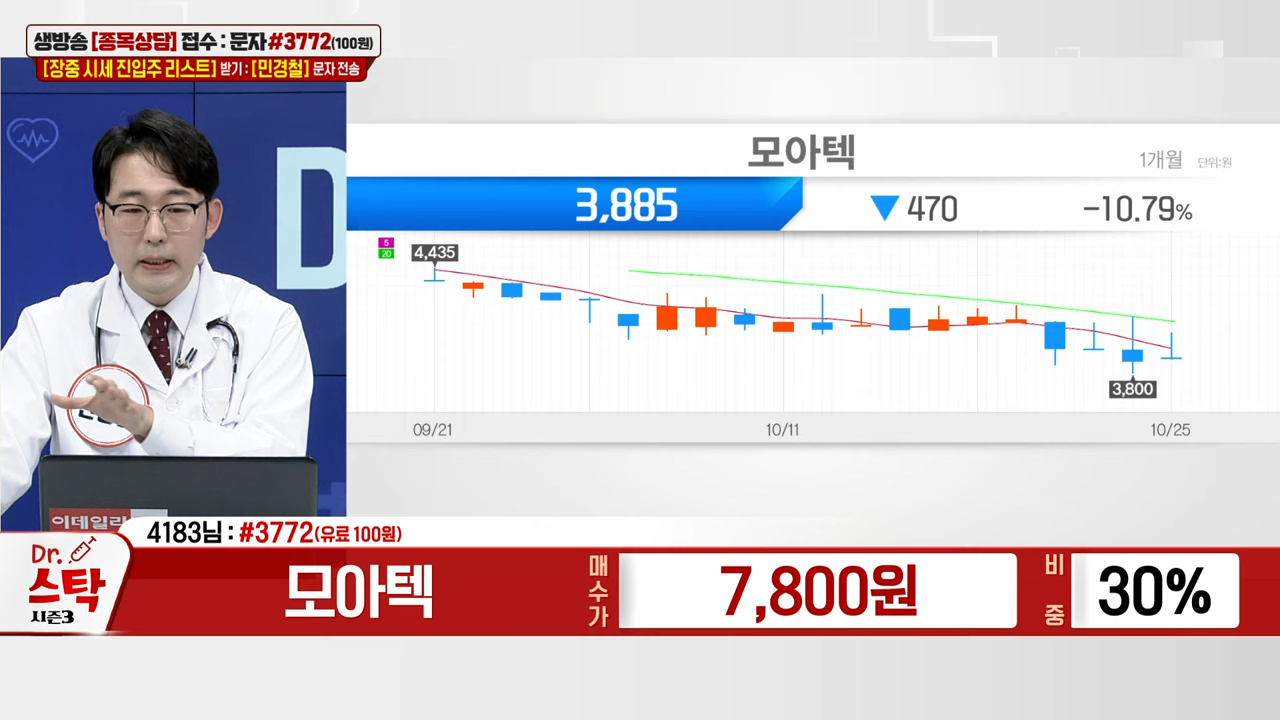 생방송 [종목상담] 접수 : 문자#3772(100원)
[장중 시세 진입주 리스트] 받기 : [민경철] 문자 전송
D
모아텍
1개월 단위:원
3,885 ▼ 470 -10.79%
5
20
4,435
3,800
09/21 10/11 10/25
이데일리
4183님 : #3772(유료 100원)
Dr.
스탁
시즌3
모아텍 매수가 7,800원 비중 30%